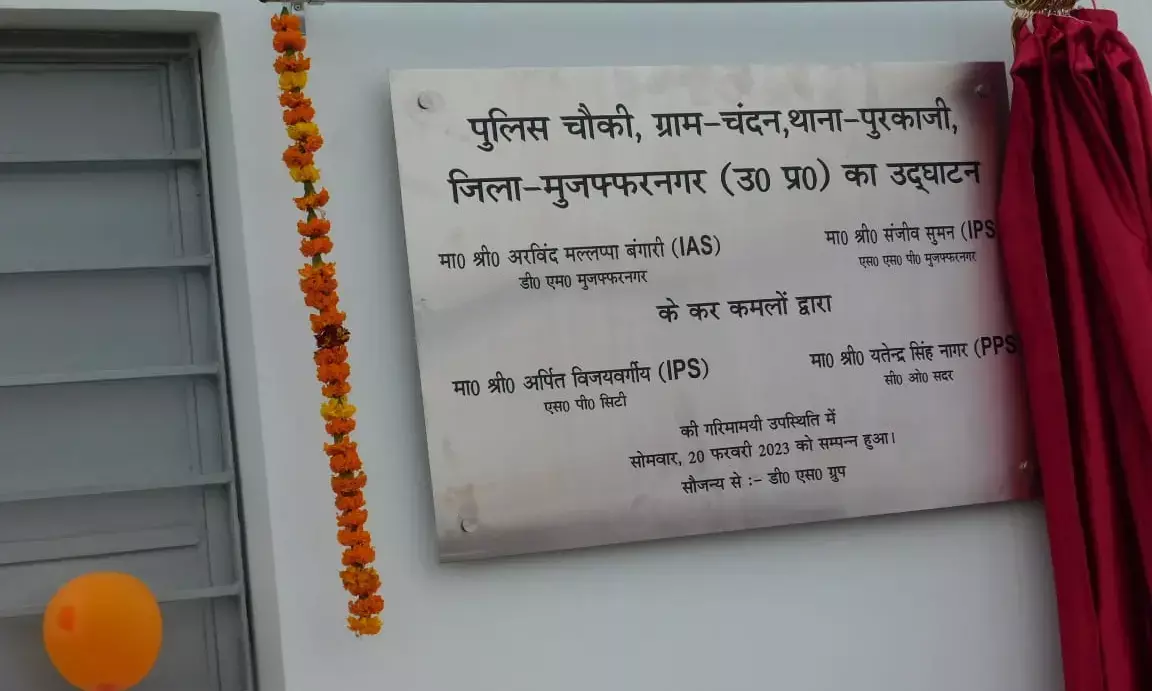 पुलिस चौकी, ग्राम-चंदन,थाना-पुरकाजी,
जिला-मुजफ्फरनगर (उ0 प्र0) का उद्घाटन
मा0 श्री0 अरविंद मल्लप्पा बंगारी (IAS)
डी0 एम0 मुजफ्फरनगर
मा0 श्री0 संजीव सुमन (IPS
एस0 एस0 पी0 मुजफ्फरनगर
के कर कमलों द्वारा
मा0 श्री0 अर्पित विजयवर्गीय (IPS)
एस0 पी0 सिटी
मा0 श्री0 यतेन्द्र सिंह नागर (PPS
सी0 ओ0 सदर
की गरिमामयी उपस्थिति में
सोमवार, 20 फरवरी 2023 को सम्पन्न हुआ।
सौजन्य से :- डी0 एस0 ग्रुप